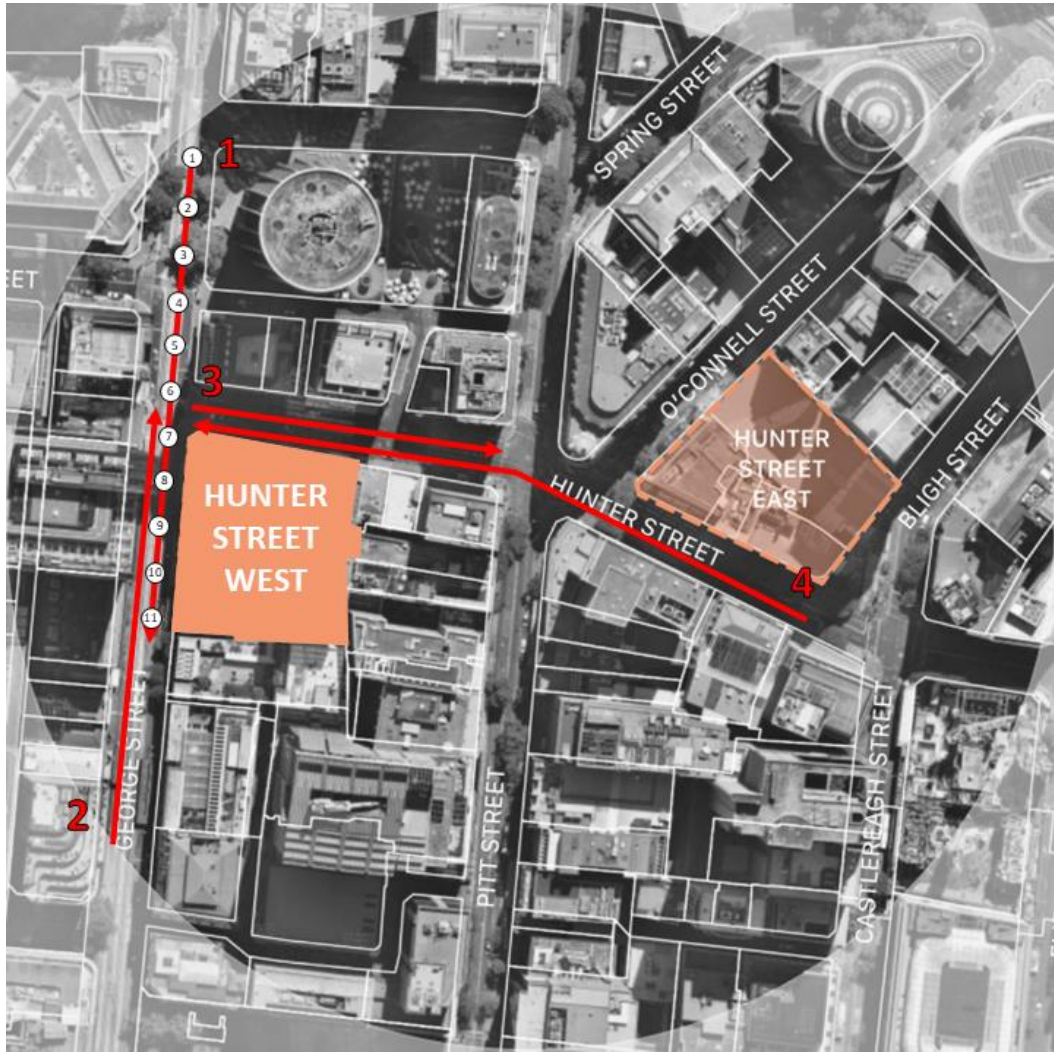 SPRING STREET
1
1
2
3
EET
4
5
6
3
O'CONNELL STREET
7
HUNTER
STREET
EAST
BLIGH STREET
HUNTER
STREET
WEST
8
HUNTER STREET
9
10
4
11
GEORGE STREET
2
PITT STREET
CASTLEREAGH STREET